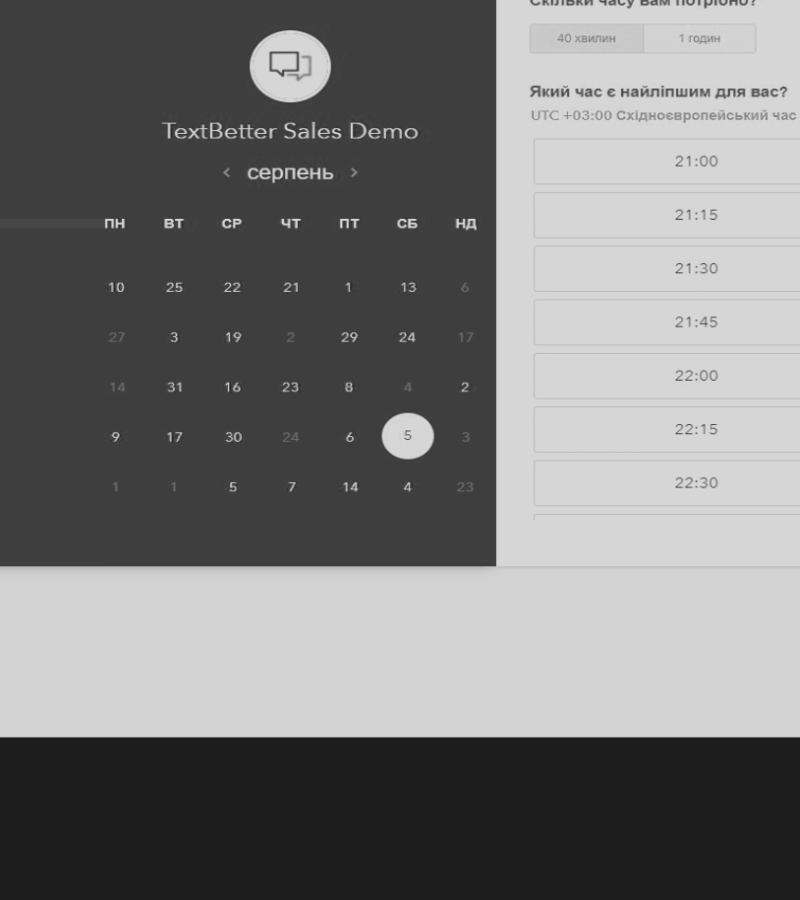 TextBetter Sales Demo
‹ серпень ›
ПН ВТ СР ЧТ ПТ СБ НД
10 25 22 21 1 13 6
27 3 19 2 29 24 17
14 31 16 23 8 4 2
9 17 30 24 6 5 3
1 1 5 7 14 4 23
Скільки часу вам потрібно?
40 хвилин 1 годин
Який час є найліпшим для вас?
UTC +03:00 Східноєвропейський час
21:00
21:15
21:30
21:45
22:00
22:15
22:30